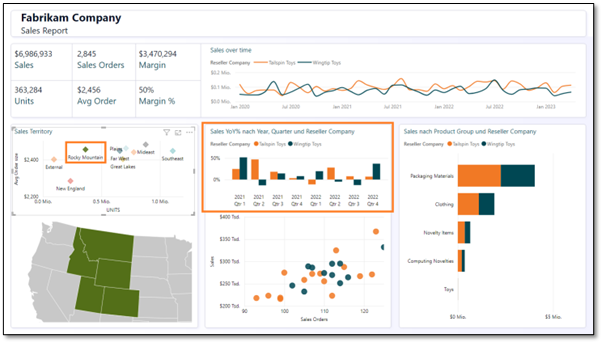 Fabrikam Company
Sales Report
$6,986,933 2,845 $3,470,294
Sales Sales Orders Margin
363,284 $2,456 50%
Units Avg Order Margin %
Sales over time
Reseller Company Tailspin Toys Wingtip Toys
$0.2 Mio.
$0.0 Mio.
Jan 2020 Jul 2020 Jan 2021 Jul 2021 Jan 2022 Jul 2022 Jan 2023
Sales Territory
Avg Order size
$2.400
$2.200
Rocky Mountain
External
Plains
Mideast
Far West
Southeast
Great Lakes
New England
0.0 Mio. 0.5 Mio. 1.0 Mio.
UNITS
Sales YoY% nach Year, Quarter und Reseller Company
Reseller Company Tailspin Toys Wingtip Toys
50%
0%
2021 2021 2021 2021 2022 2022 2022 2022
Qtr 1 Qtr 2 Qtr 3 Qtr 4 Qtr 1 Qtr 2 Qtr 3 Qtr 4
Sales
$400 Tsd.
$350 Tsd.
$300 Tsd.
$250 Tsd.
$200 Tsd.
90 100 110 120
Sales Orders
Sales nach Product Group und Reseller Company
Reseller Company Tailspin Toys Wingtip Toys
Packaging Materials
Clothing
Novelty Items
Computing Novelties
Toys
$0 Mio. $5 Mio.